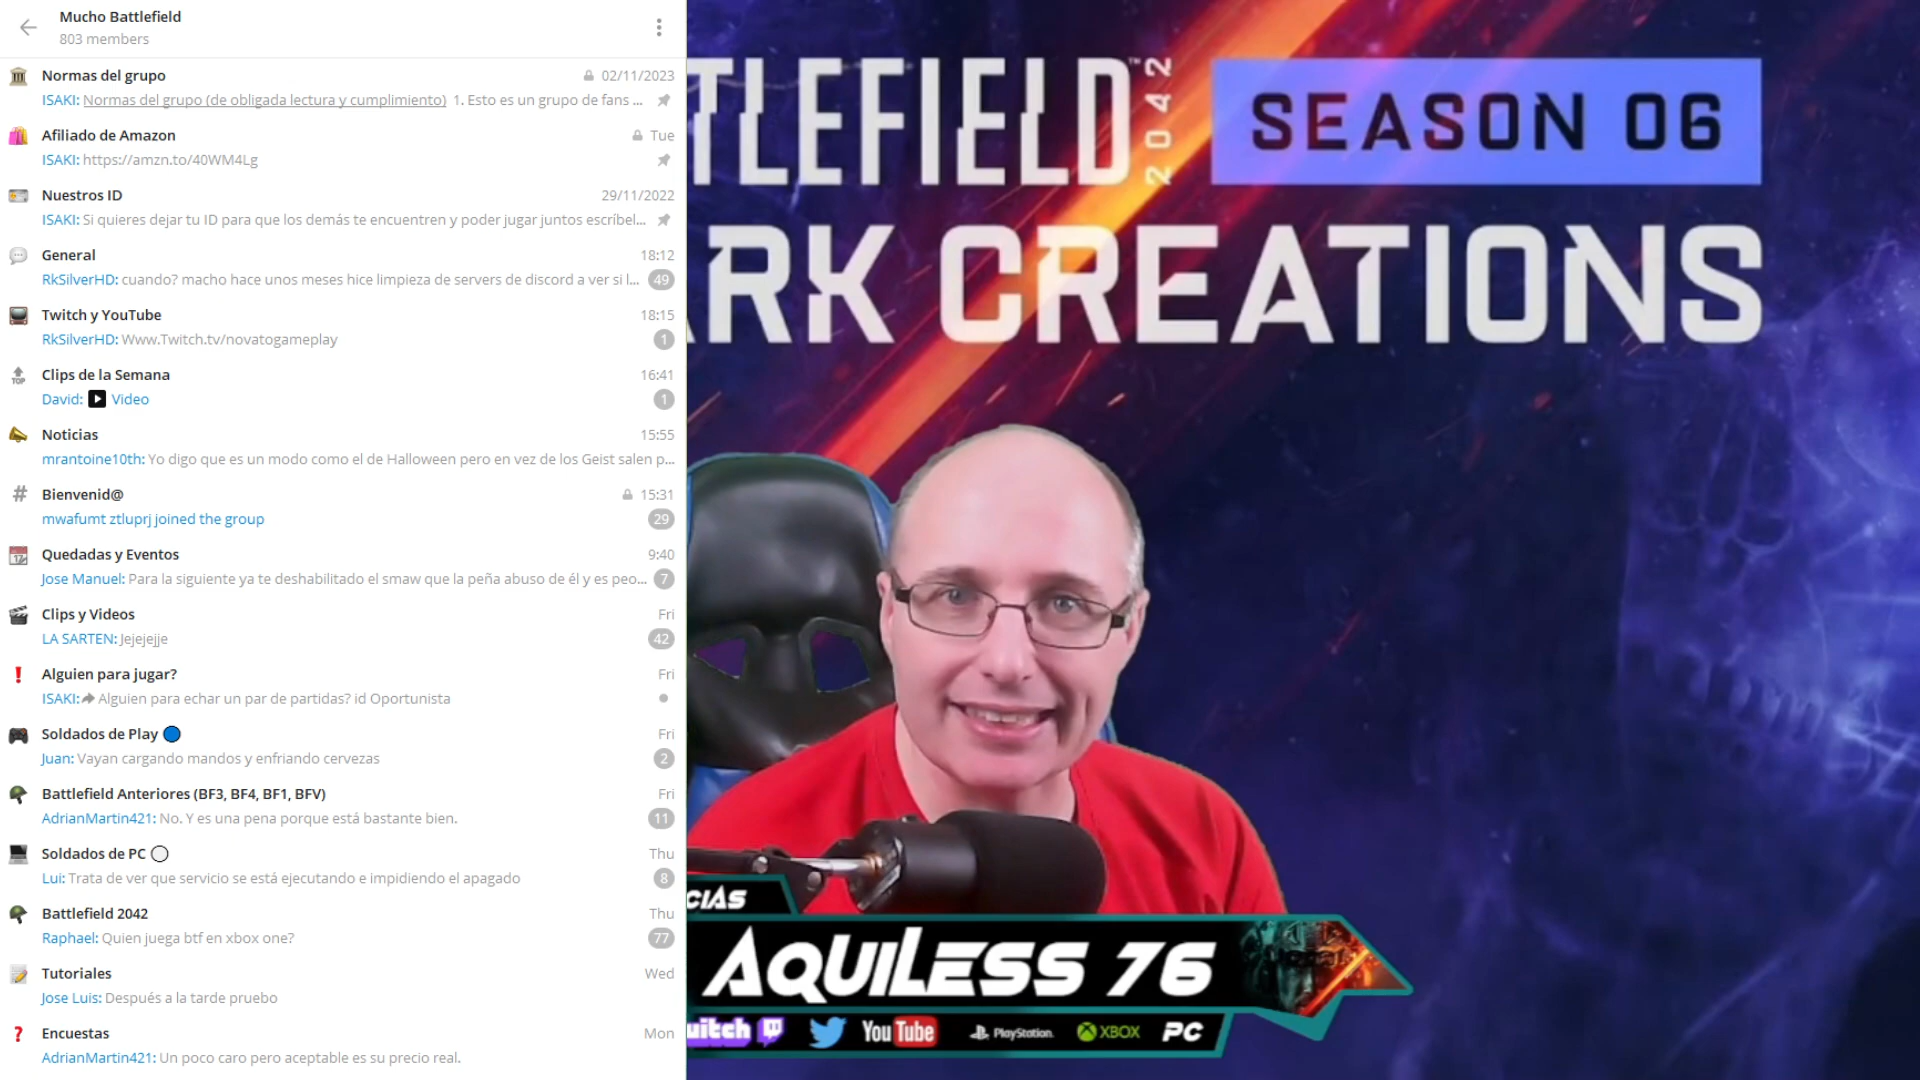 Mucho Battlefield
803 members
Normas del grupo 02/11/2023
ISAKI: Normas del grupo (de obligada lectura y cumplimiento) 1. Esto es un grupo de fans ...
Afiliado de Amazon Tue
ISAKI: https://amzn.to/40WM4Lg
Nuestros ID 29/11/2022
ISAKI: Si quieres dejar tu ID para que los demás te encuentren y poder jugar juntos escríbel...
General 18:12
RkSilverHD: cuando? macho hace unos meses hice limpieza de servers de discord a ver si l... 49
Twitch y YouTube 18:15
RkSilverHD: Www.Twitch.tv/novatogameplay 1
TOP Clips de la Semana 16:41
David: Video 1
Noticias 15:55
mrantoine10th: Yo digo que es un modo como el de Halloween pero en vez de los Geist salen p...
# Bienvenid@ 15:31
mwafumt ztluprj joined the group 29
Quedadas y Eventos 9:40
Jose Manuel: Para la siguiente ya te deshabilitado el smaw que la peña abuso de él y es peo... 7
Clips y Videos Fri
LA SARTEN: Jejejejje 42
Alguien para jugar? Fri
ISAKI: Alguien para echar un par de partidas? id Oportunista
Soldados de Play Fri
Juan: Vayan cargando mandos y enfriando cervezas 2
Battlefield Anteriores (BF3, BF4, BF1, BFV) Fri
AdrianMartin421: No. Y es una pena porque está bastante bien. 11
Soldados de PC Thu
Lui: Trata de ver que servicio se está ejecutando e impidiendo el apagado 8
Battlefield 2042 Thu
Raphael: Quien juega btf en xbox one? 77
Tutoriales Wed
Jose Luis: Después a la tarde pruebo
Encuestas Mon
AdrianMartin421: Un poco caro pero aceptable es su precio real.
TLEFIELD™ 2042 SEASON 06
ARK CREATIONS
CIAS
AQUILESS 76
uitch YouTube PlayStation. XBOX PC